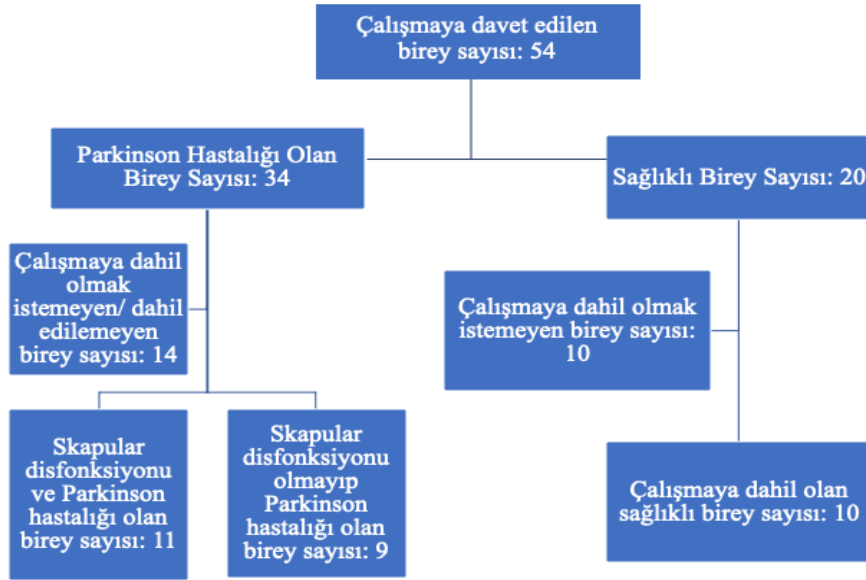 Çalışmaya davet edilen
birey sayısı: 54
Parkinson Hastalığı Olan
Birey Sayısı: 34
Sağlıklı Birey Sayısı: 20
Çalışmaya dahil
olmak
istemeyen/ dahil
edilemeyen
birey sayısı: 14
Çalışmaya dahil olmak
istemeyen birey sayısı:
10
Skapular
disfonksiyonu
ve Parkinson
hastalığı olan
birey sayısı: 11
Skapular
disfonksiyonu
olmayıp
Parkinson
hastalığı olan
birey sayısı: 9
Çalışmaya dahil olan
sağlıklı birey sayısı: 10